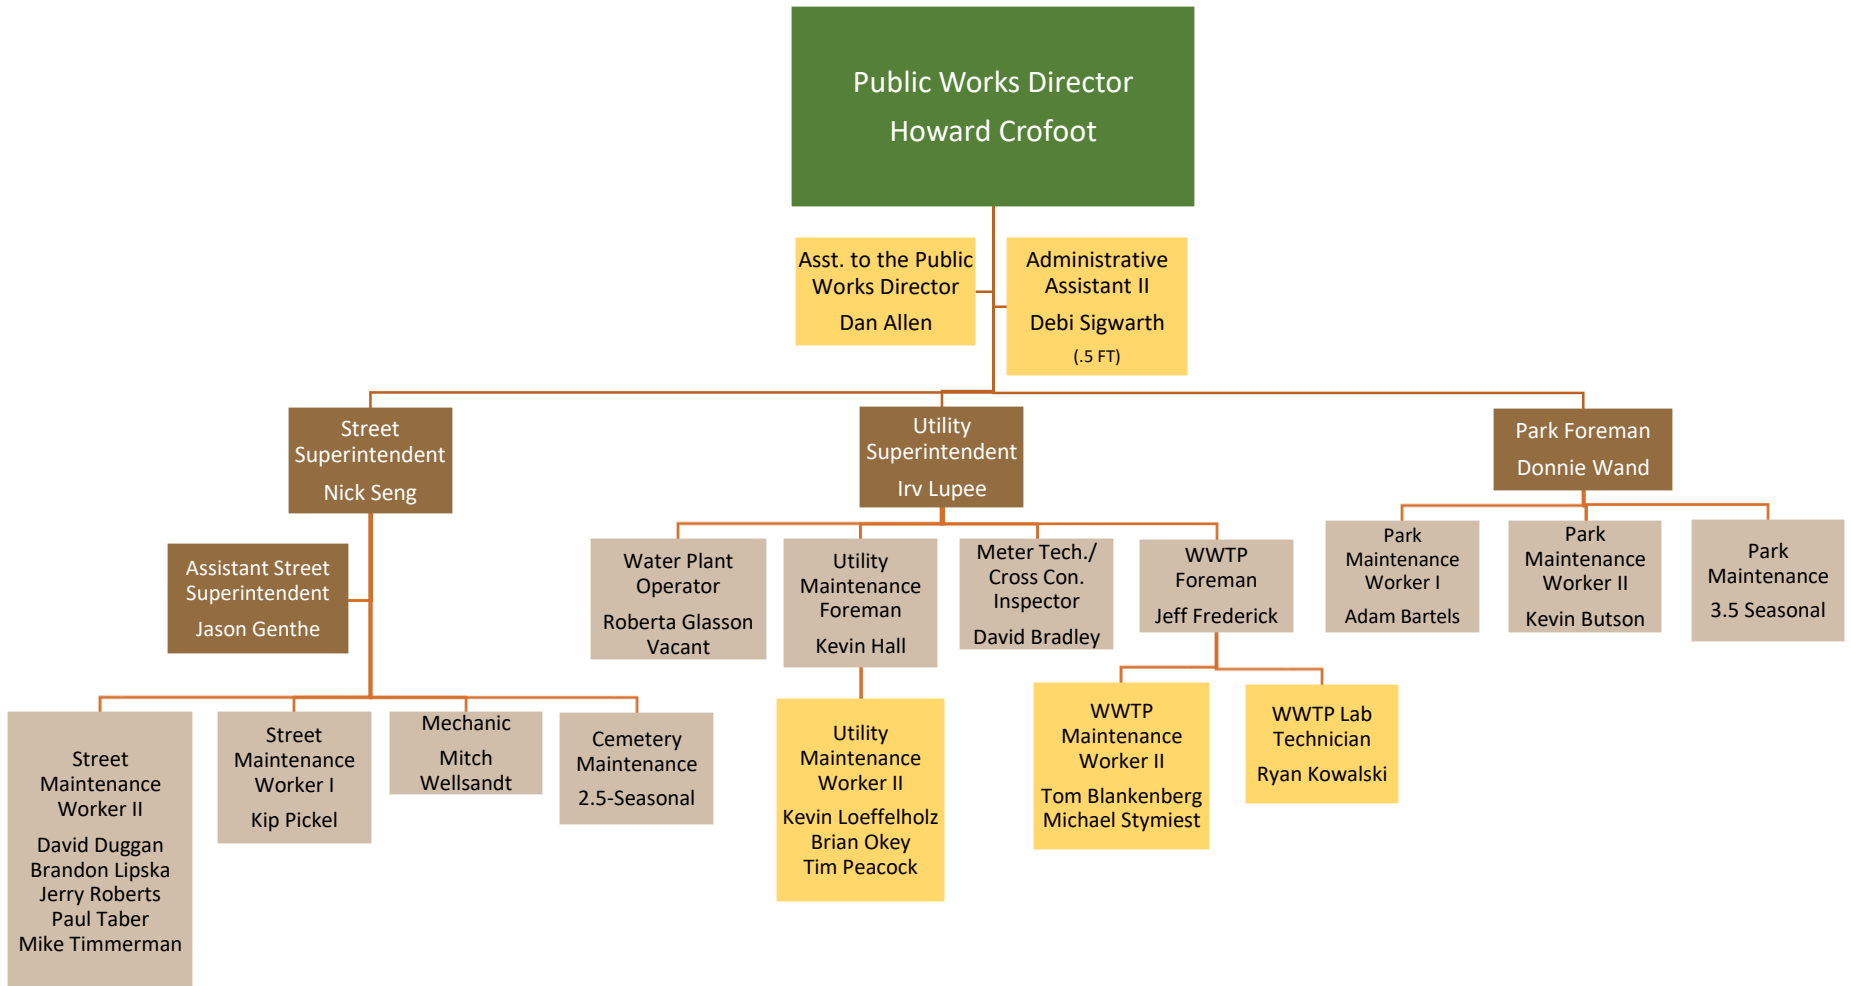 Public Works Director
Howard Crofoot
Asst. to the Public
Works Director
Dan Allen
Administrative
Assistant II
Debi Sigwarth
(.5 FT)
Street
Superintendent
Nick Seng
Utility
Superintendent
Irv Lupee
Park Foreman
Donnie Wand
Assistant Street
Superintendent
Jason Genthe
Water Plant
Operator
Roberta Glasson
Vacant
Utility
Maintenance
Foreman
Kevin Hall
Meter Tech./
Cross Con.
Inspector
David Bradley
WWTP
Foreman
Jeff Frederick
Park
Maintenance
Worker I
Adam Bartels
Park
Maintenance
Worker II
Kevin Butson
Park
Maintenance
3.5 Seasonal
Street
Maintenance
Worker II
David Duggan
Brandon Lipska
Jerry Roberts
Paul Taber
Mike Timmerman
Street
Maintenance
Worker I
Kip Pickel
Mechanic
Mitch
Wellsandt
Cemetery
Maintenance
2.5-Seasonal
Utility
Maintenance
Worker II
Kevin Loeffelholz
Brian Okey
Tim Peacock
WWTP
Maintenance
Worker II
Tom Blankenberg
Michael Stymiest
WWTP Lab
Technician
Ryan Kowalski